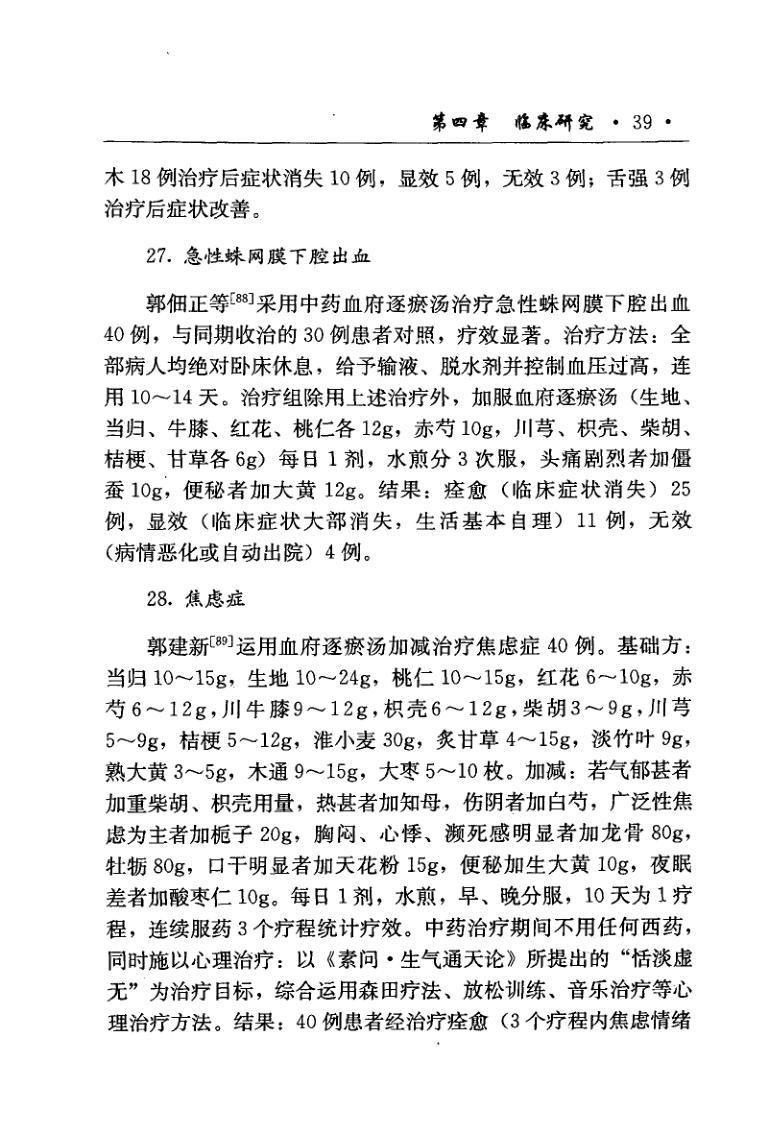 第四章　临床研究 · 39 ·
木 18 例治疗后症状消失 10 例，显效 5 例，无效 3 例；舌强 3 例
治疗后症状改善。
27. 急性蛛网膜下腔出血
郭佃正等[88]采用中药血府逐瘀汤治疗急性蛛网膜下腔出血
40 例，与同期收治的 30 例患者对照，疗效显著。治疗方法：全
部病人均绝对卧床休息，给予输液、脱水剂并控制血压过高，连
用 10～14 天。治疗组除用上述治疗外，加服血府逐瘀汤（生地、
当归、牛膝、红花、桃仁各 12g，赤芍 10g，川芎、枳壳、柴胡、
桔梗、甘草各 6g）每日 1 剂，水煎分 3 次服，头痛剧烈者加僵
蚕 10g，便秘者加大黄 12g。结果：痊愈（临床症状消失）25
例，显效（临床症状大部消失，生活基本自理）11 例，无效
（病情恶化或自动出院）4 例。
28. 焦虑症
郭建新[89]运用血府逐瘀汤加减治疗焦虑症 40 例。基础方：
当归 10～15g，生地 10～24g，桃仁 10～15g，红花 6～10g，赤
芍 6～12g，川牛膝 9～12g，枳壳 6～12g，柴胡 3～9g，川芎
5～9g，桔梗 5～12g，淮小麦 30g，炙甘草 4～15g，淡竹叶 9g，
熟大黄 3～5g，木通 9～15g，大枣 5～10 枚。加减：若气郁甚者
加重柴胡、枳壳用量，热甚者加知母，伤阴者加白芍，广泛性焦
虑为主者加栀子 20g，胸闷、心悸、濒死感明显者加龙骨 80g，
牡蛎 80g，口干明显者加天花粉 15g，便秘加生大黄 10g，夜眠
差者加酸枣仁 10g。每日 1 剂，水煎，早、晚分服，10 天为 1 疗
程，连续服药 3 个疗程统计疗效。中药治疗期间不用任何西药，
同时施以心理治疗：以《素问·生气通天论》所提出的“恬淡虚
无”为治疗目标，综合运用森田疗法、放松训练、音乐治疗等心
理治疗方法。结果：40 例患者经治疗痊愈（3 个疗程内焦虑情绪